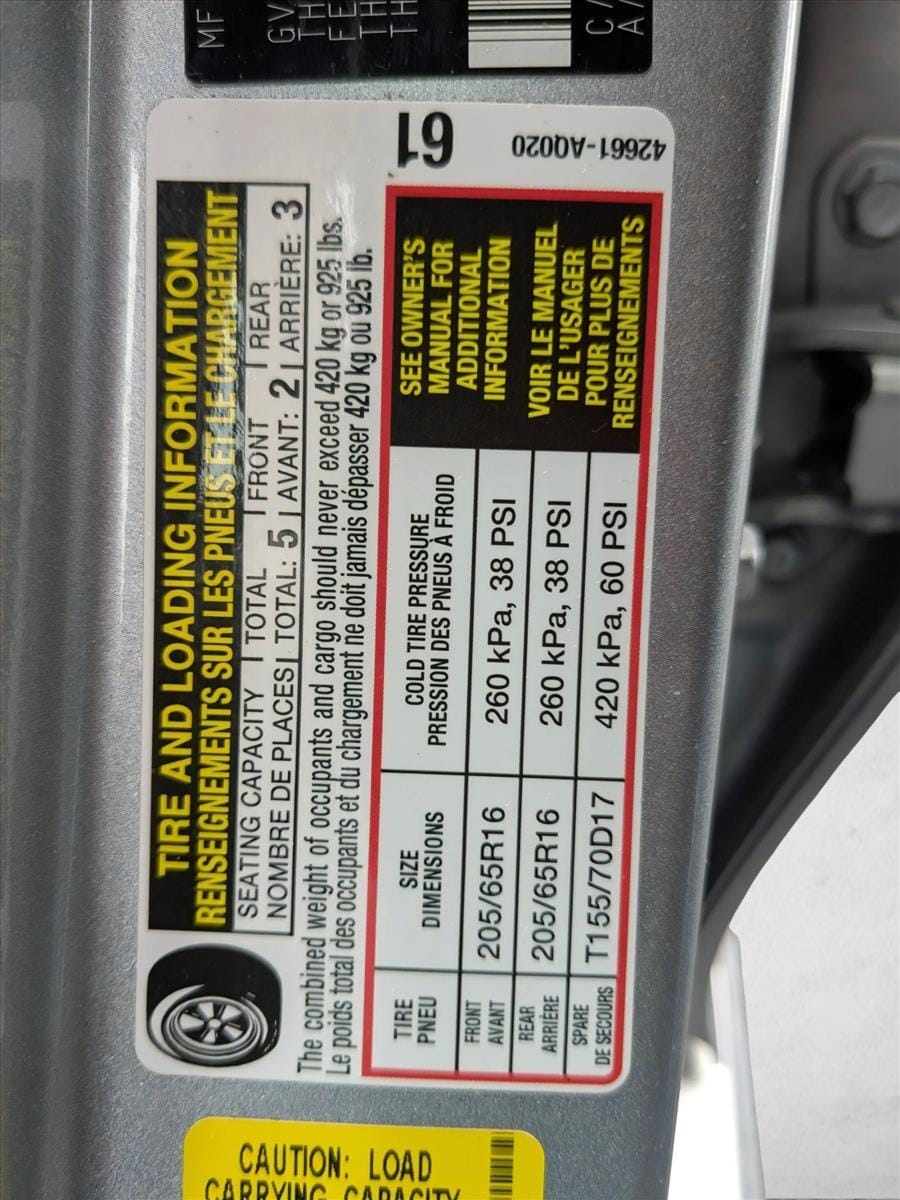 MF
GV
TH
FE
TH
TH
C/
A/
TIRE AND LOADING INFORMATION
RENSEIGNEMENTS SUR LES PNEUS ET LE CHARGEMENT
SEATING CAPACITY | TOTAL | FRONT | REAR
NOMBRE DE PLACES | TOTAL: 5 | AVANT: 2 | ARRIÈRE: 3
The combined weight of occupants and cargo should never exceed 420 kg or 925 lbs.
Le poids total des occupants et du chargement ne doit jamais dépasser 420 kg ou 925 lb.
61
42661-AQ020
TIRE
PNEU
SIZE
DIMENSIONS
COLD TIRE PRESSURE
PRESSION DES PNEUS À FROID
FRONT
AVANT
205/65R16
260 kPa, 38 PSI
REAR
ARRIÈRE
205/65R16
260 kPa, 38 PSI
SPARE
DE SECOURS
T155/70D17
420 kPa, 60 PSI
SEE OWNER'S
MANUAL FOR
ADDITIONAL
INFORMATION
VOIR LE MANUEL
DE L'USAGER
POUR PLUS DE
RENSEIGNEMENTS
CAUTION: LOAD
CARRYING CAPACITY